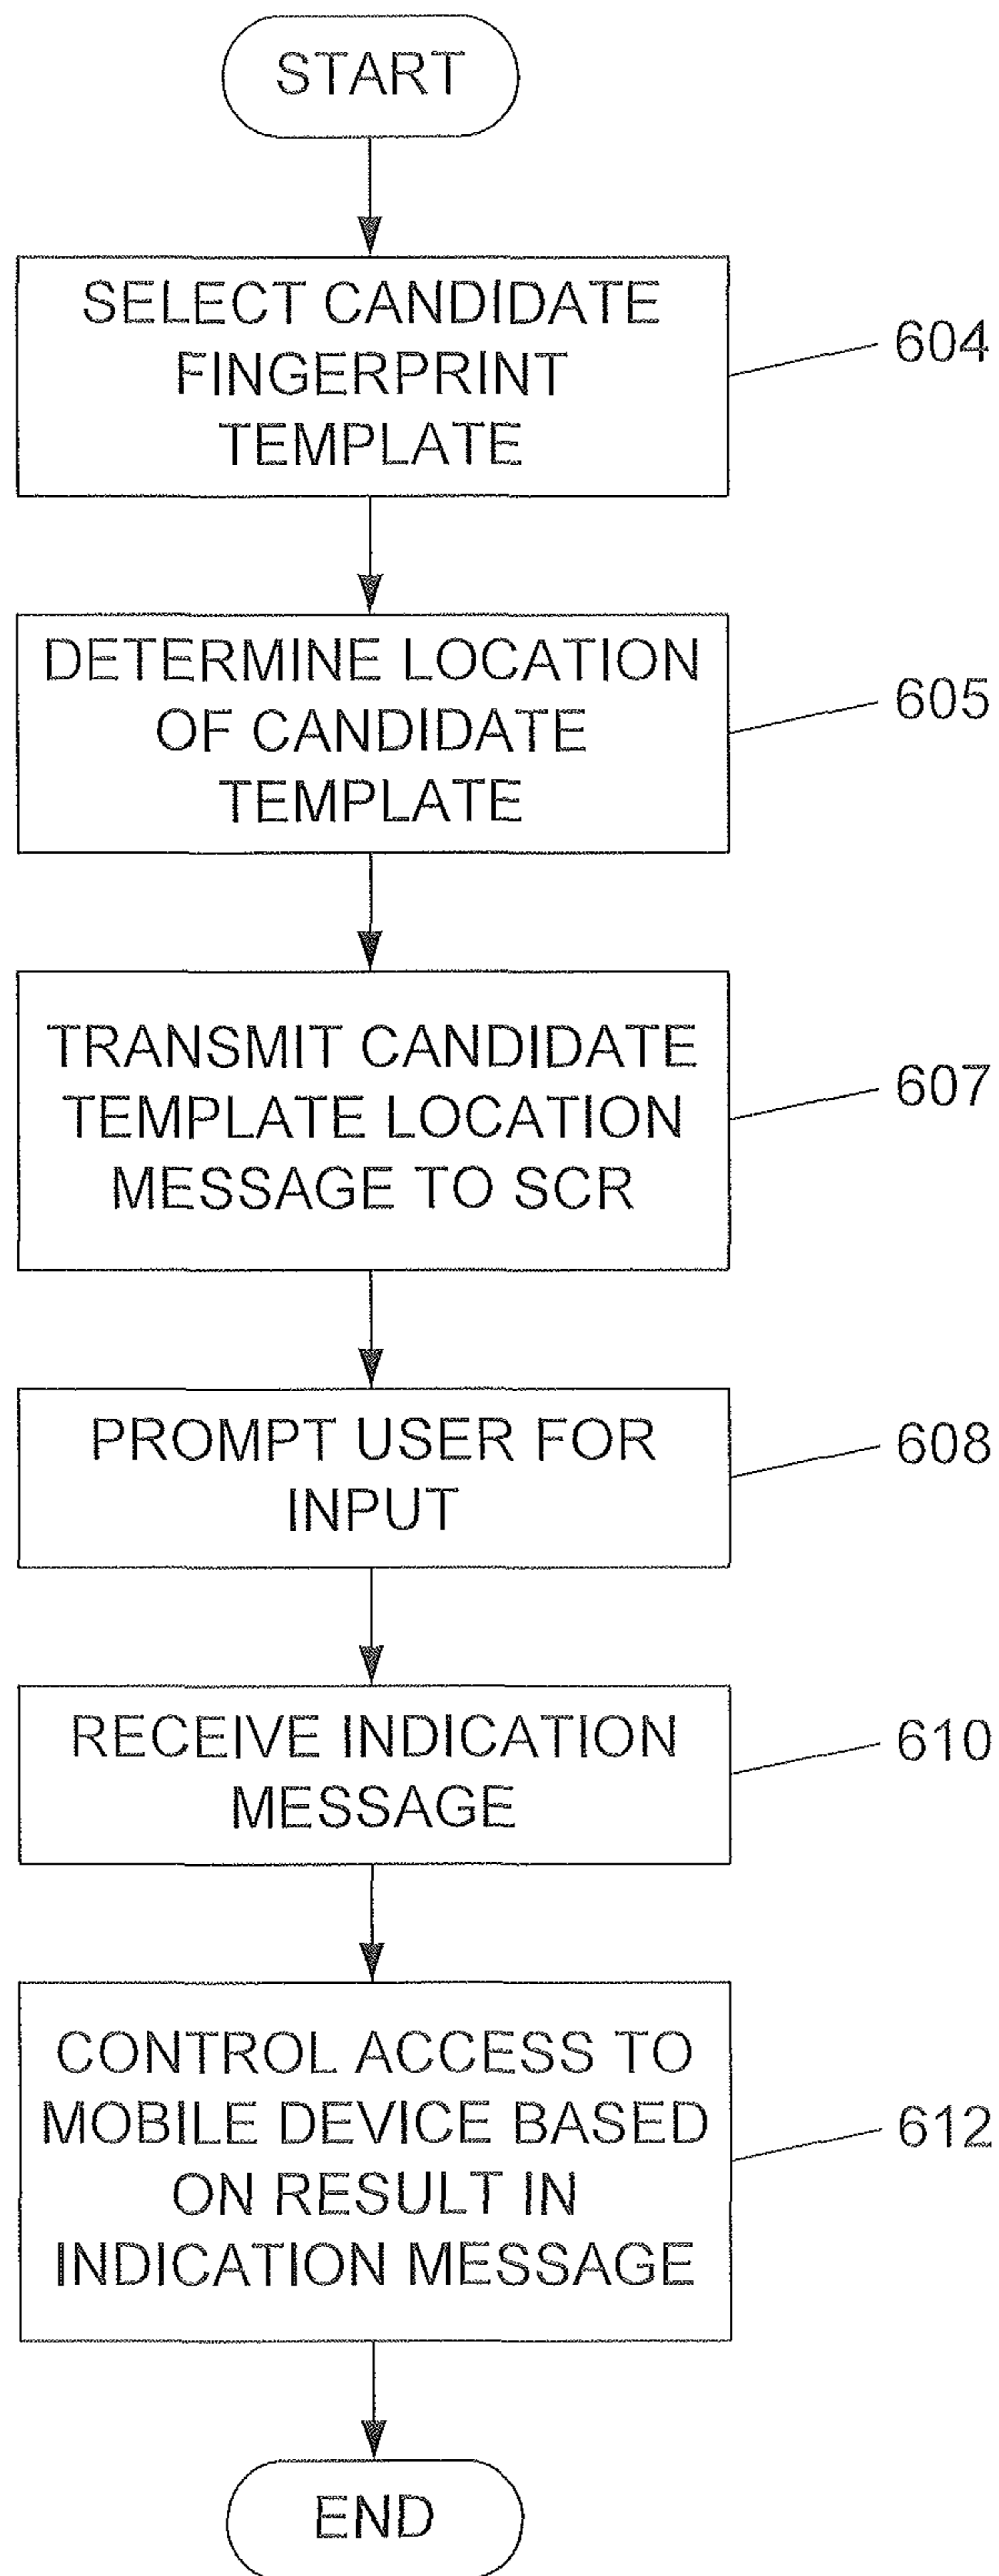 START
SELECT CANDIDATE
FINGERPRINT
TEMPLATE
604
DETERMINE LOCATION
OF CANDIDATE
TEMPLATE
605
TRANSMIT CANDIDATE
TEMPLATE LOCATION
MESSAGE TO SCR
607
PROMPT USER FOR
INPUT
608
RECEIVE INDICATION
MESSAGE
610
CONTROL ACCESS TO
MOBILE DEVICE BASED
ON RESULT IN
INDICATION MESSAGE
612
END